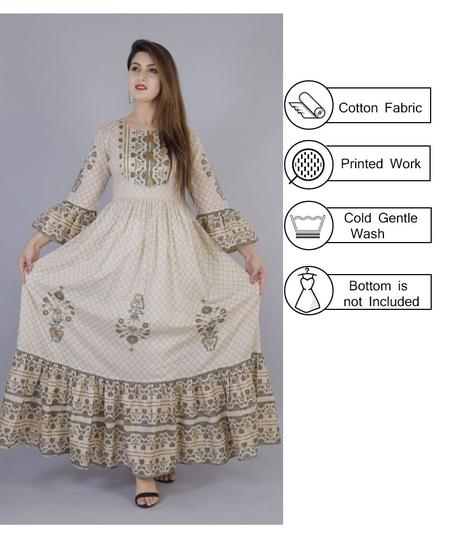 Cotton Fabric
Printed Work
Cold Gentle
Wash
Bottom is
not Included